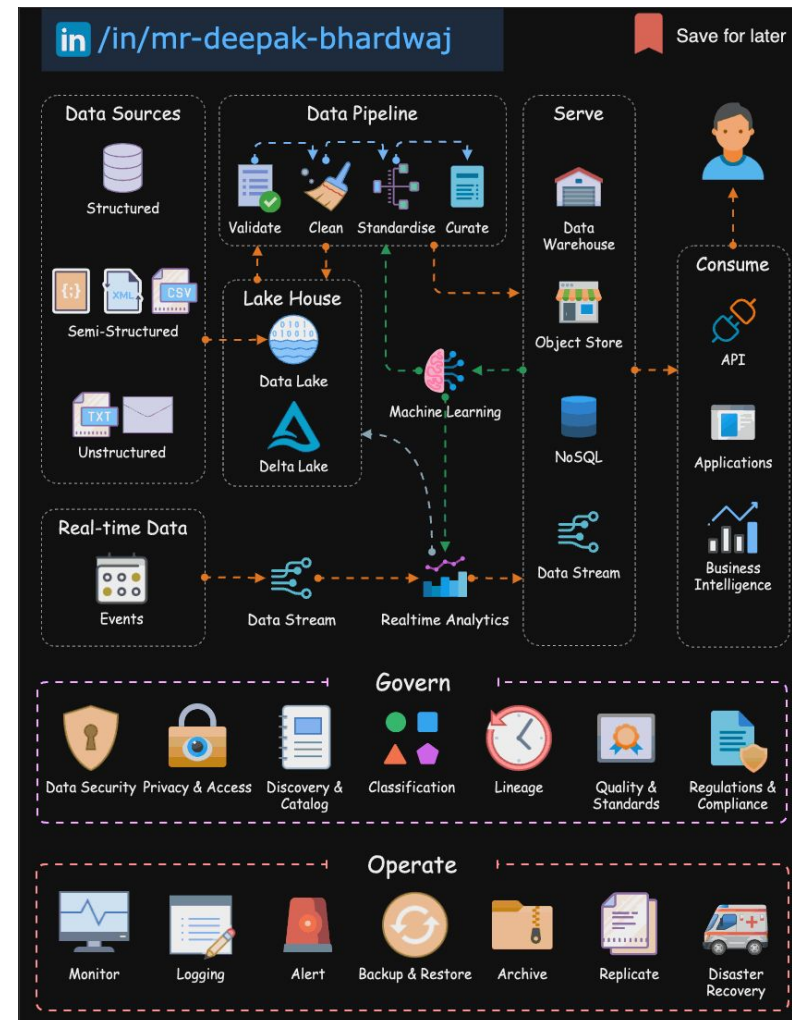 in /in/mr-deepak-bhardwaj
Save for later
Data Sources
Structured
{;}
XML
CSV
Semi-Structured
TXT
Unstructured
Data Pipeline
Validate
Clean
Standardise
Curate
Lake House
0101
010010
Data Lake
Delta Lake
Machine Learning
Serve
Data
Warehouse
Object Store
NoSQL
Data Stream
Consume
API
Applications
Business
Intelligence
Real-time Data
Events
Data Stream
Realtime Analytics
Govern
Data Security
Privacy & Access
Discovery &
Catalog
Classification
Lineage
Quality &
Standards
Regulations &
Compliance
Operate
Monitor
Logging
Alert
Backup & Restore
Archive
Replicate
Disaster
Recovery